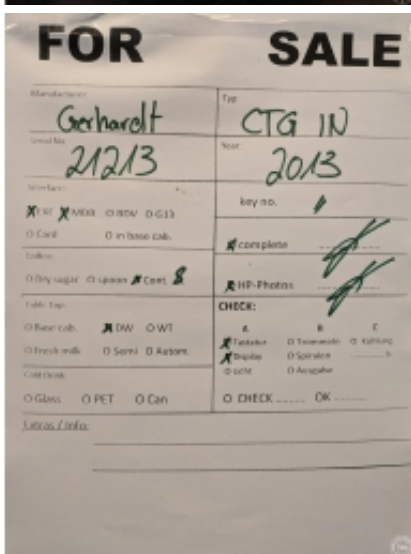 FOR SALE
Manufacturer: Typ:
Gerhardt CTG IN
Serial No. Year:
21213 2013
Interface: key no.
EXE MDB O BDV O G13
O Card O in base cab.
complete
Coffee:
O Dry sugar O spoon Cont. 8
HP-Photos
Table Top: CHECK:
O Base cab. DW O WT A B C
Tastatur O Kühlung
O Fresh milk O Semi O Autom.
Display O Spiralen
O Licht O Ausgabe
Cold Drink:
O Glass O PET O Can O CHECK ........ OK ........
Extras / Info: